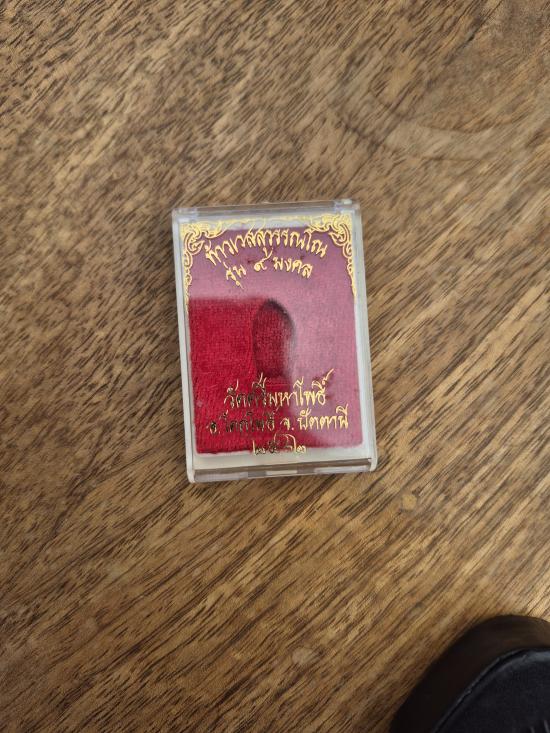 ท้าวเวสสุวรรณโณ
รุ่น ๙ มงคล
วัดศรีมหาโพธิ์
อ.โคกโพธิ์ จ.ปัตตานี